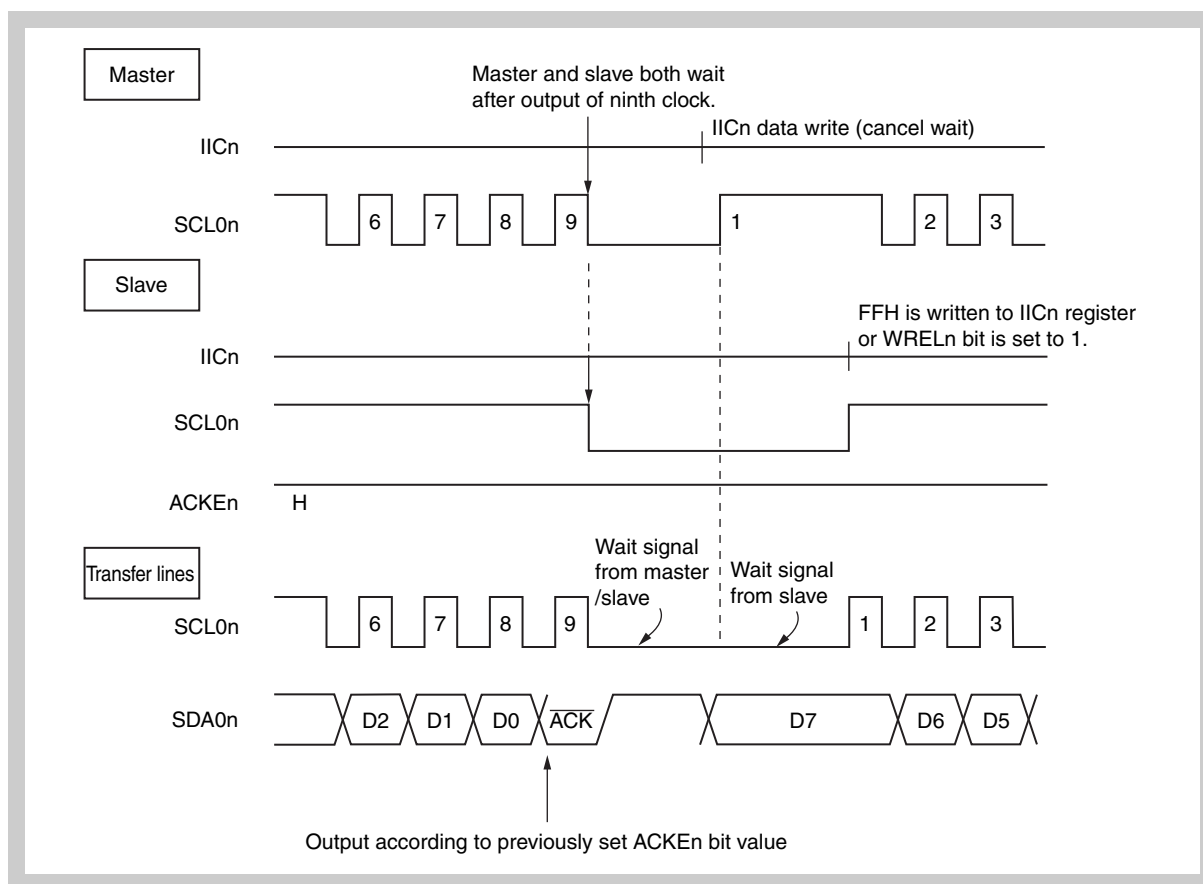 Master
Master and slave both wait
after output of ninth clock.
IICn data write (cancel wait)
IICn
SCL0n
6 7 8 9 1 2 3
Slave
FFH is written to IICn register
or WRELn bit is set to 1.
IICn
SCL0n
ACKEn H
Transfer lines
Wait signal
from master
/slave
Wait signal
from slave
SCL0n
6 7 8 9 1 2 3
SDA0n
D2 D1 D0 ACK D7 D6 D5
Output according to previously set ACKEn bit value